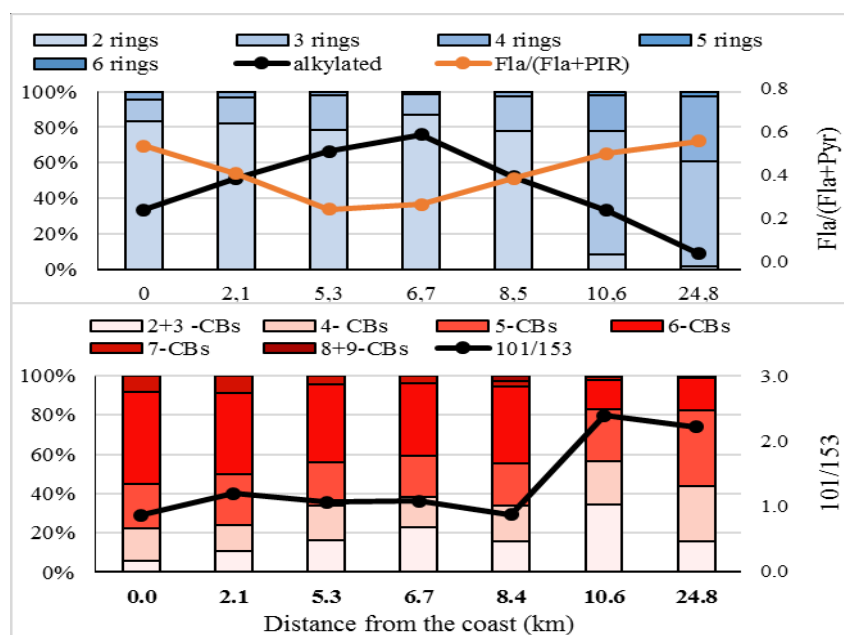 2 rings 3 rings 4 rings 5 rings
6 rings alkylated Fla/(Fla+PIR)
100% 0.8
80% 0.6
60% 0.4
40% 0.2
20% 0.0
0%
Fla/(Fla+Pyr)
0 2,1 5,3 6,7 8,5 10,6 24,8
2+3 -CBs 4- CBs 5-CBs 6-CBs
7-CBs 8+9-CBs 101/153
100% 3.0
80% 2.0
60% 1.0
40% 0.0
20%
0%
101/153
0.0 2.1 5.3 6.7 8.4 10.6 24.8
Distance from the coast (km)